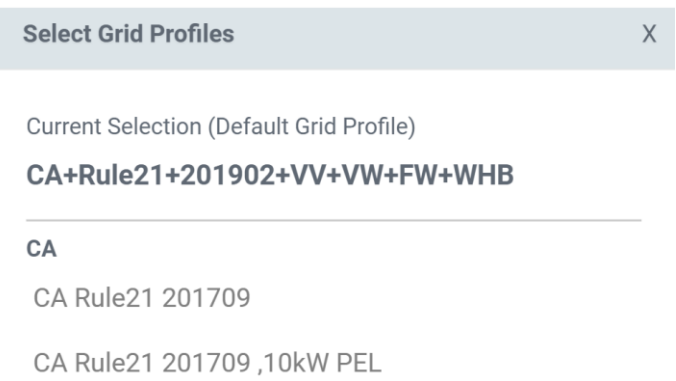 Select Grid Profiles X
Current Selection (Default Grid Profile)
CA+Rule21+201902+VV+VW+FW+WHB
CA
CA Rule21 201709
CA Rule21 201709 ,10kW PEL